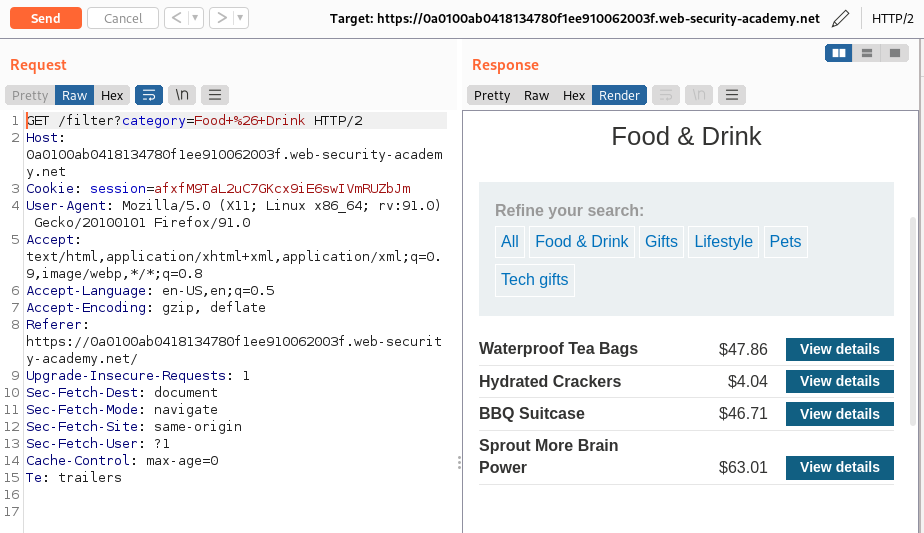 Send
Cancel
Target: https://0a0100ab0418134780f1ee910062003f.web-security-academy.net
HTTP/2
Request
Pretty Raw Hex \n
1 GET /filter?category=Food+%26+Drink HTTP/2
2 Host:
0a0100ab0418134780f1ee910062003f.web-security-academ
y.net
3 Cookie: session=afxfM9TaL2uC7GKcx9iE6swIVmRUZbJm
4 User-Agent: Mozilla/5.0 (X11; Linux x86_64; rv:91.0)
Gecko/20100101 Firefox/91.0
5 Accept:
text/html,application/xhtml+xml,application/xml;q=0.
9,image/webp,*/*;q=0.8
6 Accept-Language: en-US,en;q=0.5
7 Accept-Encoding: gzip, deflate
8 Referer:
https://0a0100ab0418134780f1ee910062003f.web-securit
y-academy.net/
9 Upgrade-Insecure-Requests: 1
10 Sec-Fetch-Dest: document
11 Sec-Fetch-Mode: navigate
12 Sec-Fetch-Site: same-origin
13 Sec-Fetch-User: ?1
14 Cache-Control: max-age=0
15 Te: trailers
16
17
Response
Pretty Raw Hex Render \n
Food & Drink
Refine your search:
All Food & Drink Gifts Lifestyle Pets
Tech gifts
Waterproof Tea Bags $47.86 View details
Hydrated Crackers $4.04 View details
BBQ Suitcase $46.71 View details
Sprout More Brain
Power $63.01 View details